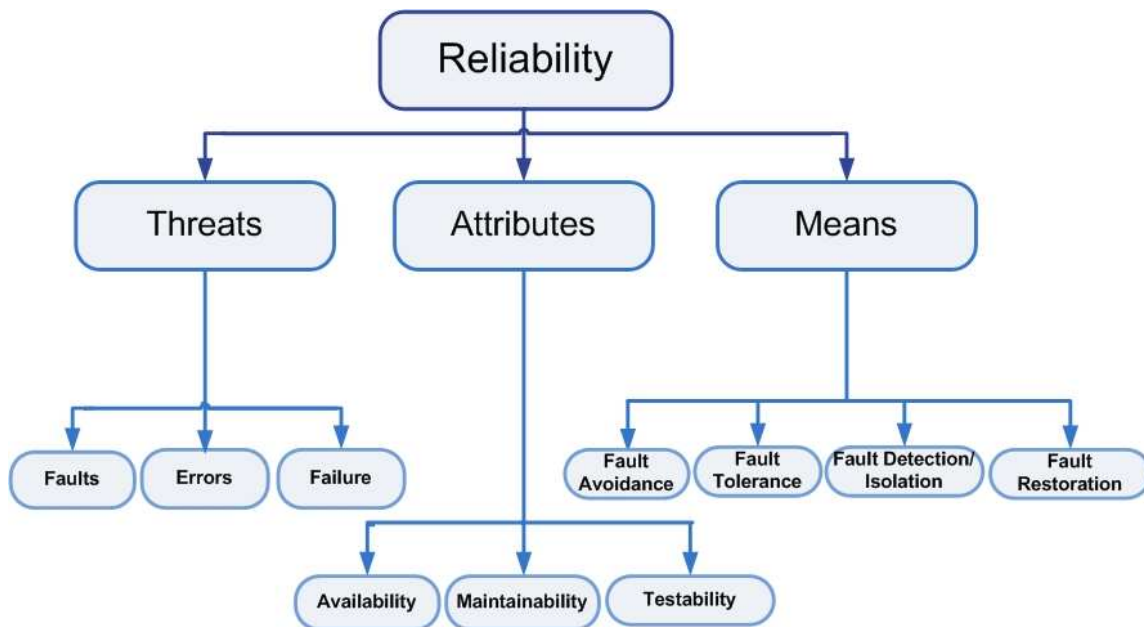 Reliability
Threats
Attributes
Means
Faults
Errors
Failure
Fault
Avoidance
Fault
Tolerance
Fault Detection/
Isolation
Fault
Restoration
Availability
Maintainability
Testability